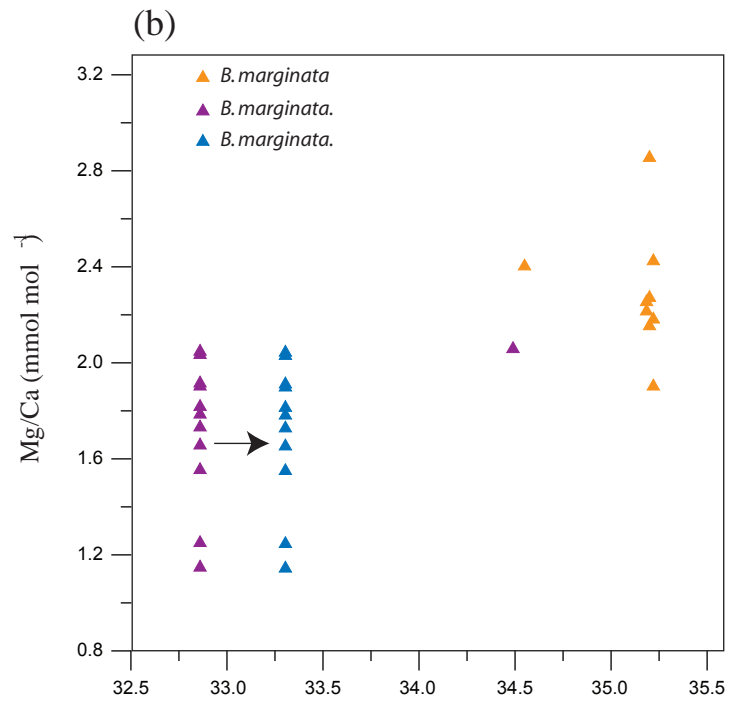 (b)
B. marginata
B. marginata.
B. marginata.
Mg/Ca (mmol mol -1)
3.2
2.8
2.4
2.0
1.6
1.2
0.8
32.5 33.0 33.5 34.0 34.5 35.0 35.5